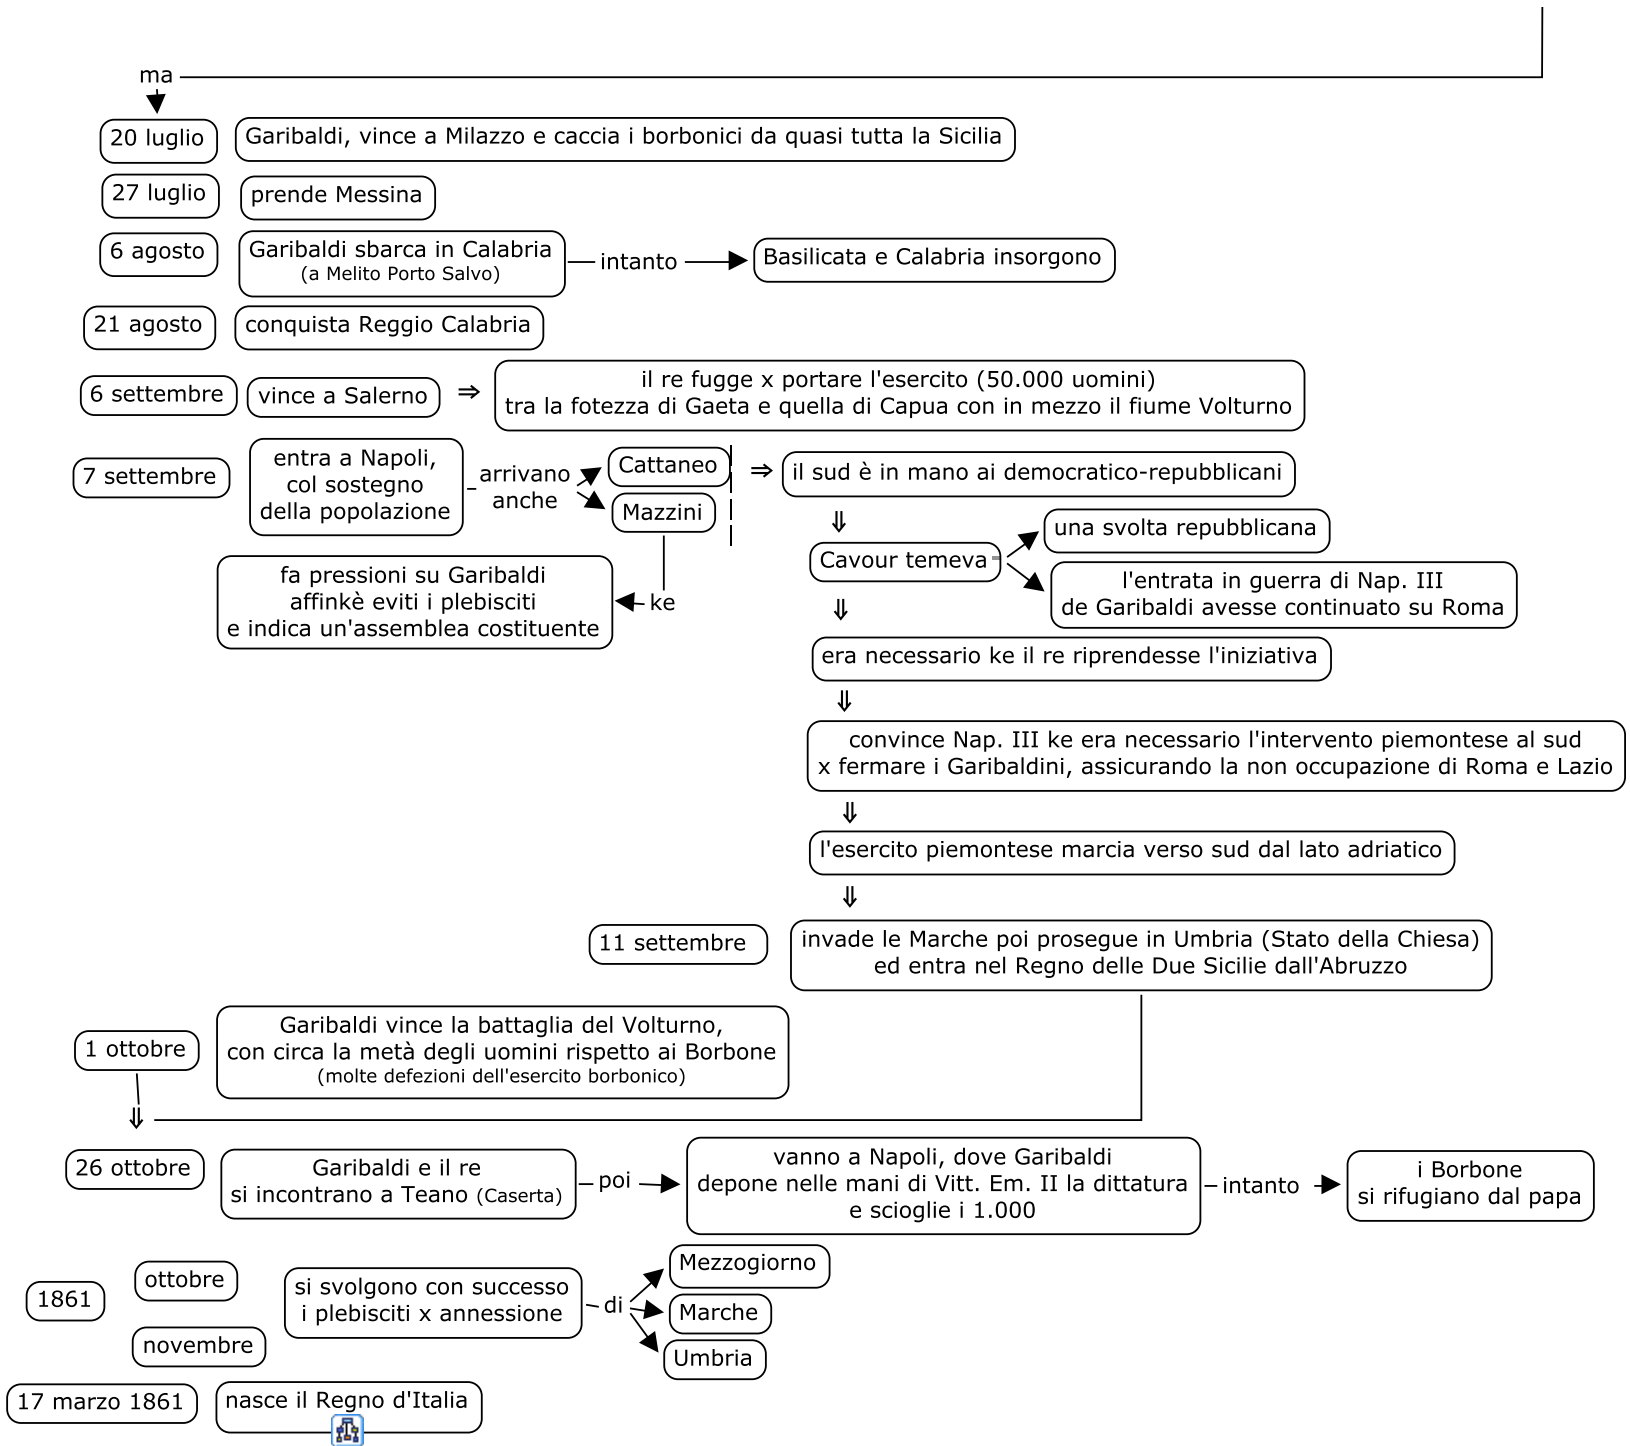 ma
20 luglio
Garibaldi, vince a Milazzo e caccia i borbonici da quasi tutta la Sicilia
27 luglio
prende Messina
6 agosto
Garibaldi sbarca in Calabria
(a Melito Porto Salvo)
intanto
Basilicata e Calabria insorgono
21 agosto
conquista Reggio Calabria
6 settembre
vince a Salerno
⇒
il re fugge x portare l'esercito (50.000 uomini)
tra la fotezza di Gaeta e quella di Capua con in mezzo il fiume Volturno
7 settembre
entra a Napoli,
col sostegno
della popolazione
arrivano
anche
Cattaneo
Mazzini
⇒
il sud è in mano ai democratico-repubblicani
ke
fa pressioni su Garibaldi
affinkè eviti i plebisciti
e indica un'assemblea costituente
⇓
Cavour temeva
una svolta repubblicana
l'entrata in guerra di Nap. III
de Garibaldi avesse continuato su Roma
⇓
era necessario ke il re riprendesse l'iniziativa
⇓
convince Nap. III ke era necessario l'intervento piemontese al sud
x fermare i Garibaldini, assicurando la non occupazione di Roma e Lazio
⇓
l'esercito piemontese marcia verso sud dal lato adriatico
⇓
11 settembre
invade le Marche poi prosegue in Umbria (Stato della Chiesa)
ed entra nel Regno delle Due Sicilie dall'Abruzzo
1 ottobre
Garibaldi vince la battaglia del Volturno,
con circa la metà degli uomini rispetto ai Borbone
(molte defezioni dell'esercito borbonico)
⇓
26 ottobre
Garibaldi e il re
si incontrano a Teano (Caserta)
poi
vanno a Napoli, dove Garibaldi
depone nelle mani di Vitt. Em. II la dittatura
e scioglie i 1.000
intanto
i Borbone
si rifugiano dal papa
1861
ottobre
novembre
si svolgono con successo
i plebisciti x annessione
di
Mezzogiorno
Marche
Umbria
17 marzo 1861
nasce il Regno d'Italia